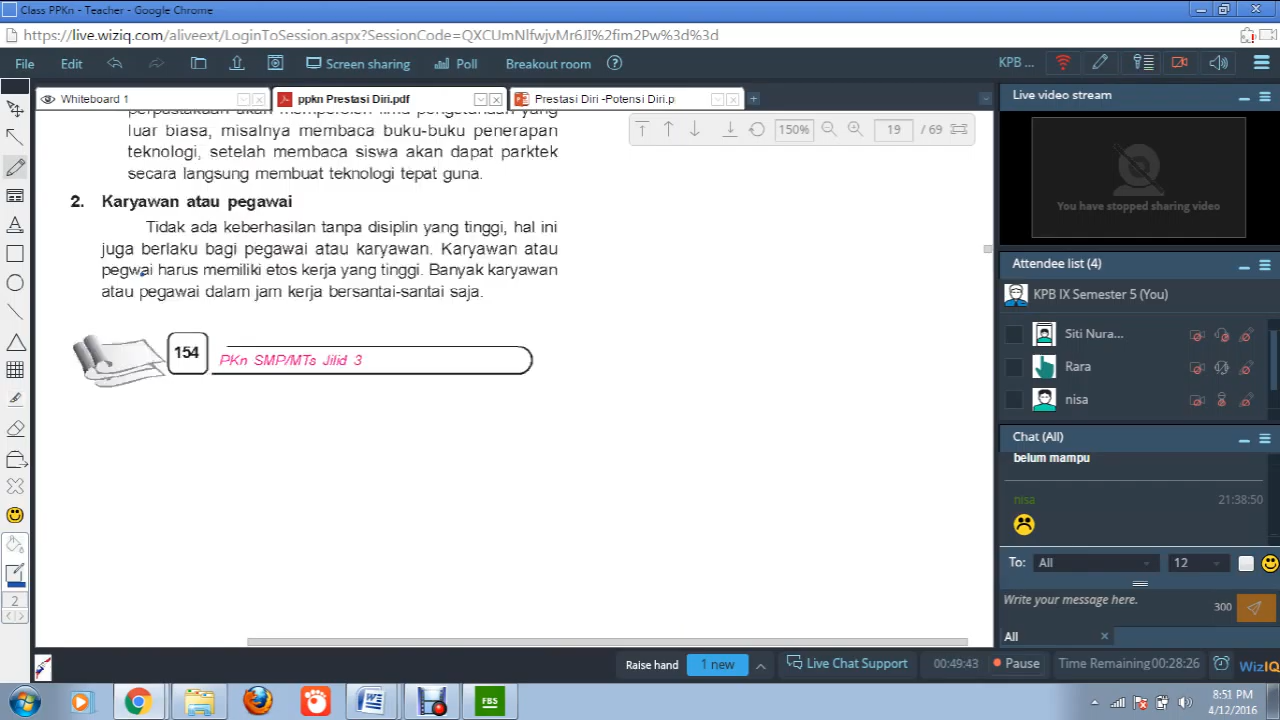 Class PPKn - Teacher - Google Chrome
https://live.wiziq.com/aliveext/LoginToSession.aspx?SessionCode=QXCUmNlfwjvMr6JI%2fim2Pw%3d%3d
File Edit Screen sharing Poll Breakout room KPB ...
Whiteboard 1 ppkn Prestasi Diri.pdf Prestasi Diri -Potensi Diri.p
150% 19 / 69
luar biasa, misalnya membaca buku-buku penerapan
teknologi, setelah membaca siswa akan dapat parktek
secara langsung membuat teknologi tepat guna.
2. Karyawan atau pegawai
Tidak ada keberhasilan tanpa disiplin yang tinggi, hal ini
juga berlaku bagi pegawai atau karyawan. Karyawan atau
pegwai harus memiliki etos kerja yang tinggi. Banyak karyawan
atau pegawai dalam jam kerja bersantai-santai saja.
154
PKn SMP/MTs Jilid 3
2
Live video stream
You have stopped sharing video
Attendee list (4)
KPB IX Semester 5 (You)
Siti Nura...
Rara
nisa
Chat (All)
belum mampu
nisa 21:38:50
To: All 12
Write your message here. 300
All
Raise hand 1 new Live Chat Support 00:49:43 Pause Time Remaining 00:28:26 WizIQ
FBS
8:51 PM
4/12/2016